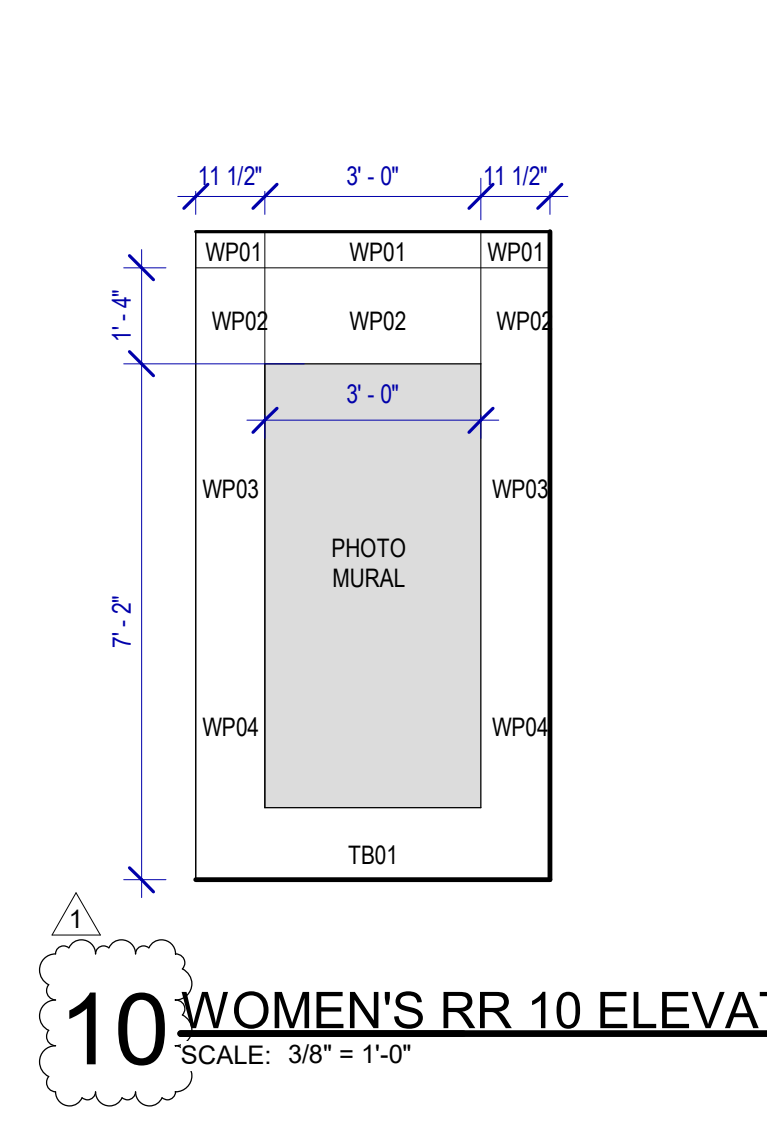 11 1/2" 3' - 0" 11 1/2"
WP01 WP01 WP01
1' - 4"
WP02 WP02 WP02
3' - 0"
WP03 WP03
PHOTO
MURAL
7' - 2"
WP04 WP04
TB01
1
10 WOMEN'S RR 10 ELEVAT
SCALE: 3/8" = 1'-0"